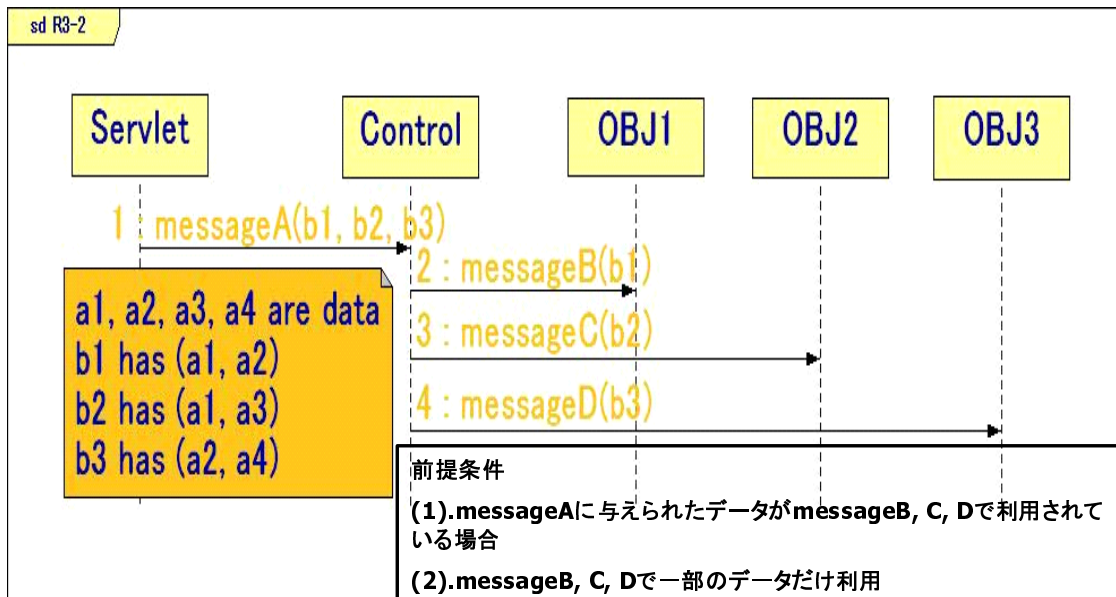 sd R3-2
Servlet
Control
OBJ1
OBJ2
OBJ3
1 : messageA(b1, b2, b3)
2 : messageB(b1)
3 : messageC(b2)
4 : messageD(b3)
a1, a2, a3, a4 are data
b1 has (a1, a2)
b2 has (a1, a3)
b3 has (a2, a4)
前提条件
(1).messageAに与えられたデータがmessageB, C, Dで利用されて
いる場合
(2).messageB, C, Dで一部のデータだけ利用